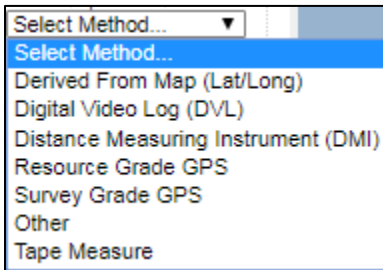 Select Method...
Select Method...
Derived From Map (Lat/Long)
Digital Video Log (DVL)
Distance Measuring Instrument (DMI)
Resource Grade GPS
Survey Grade GPS
Other
Tape Measure